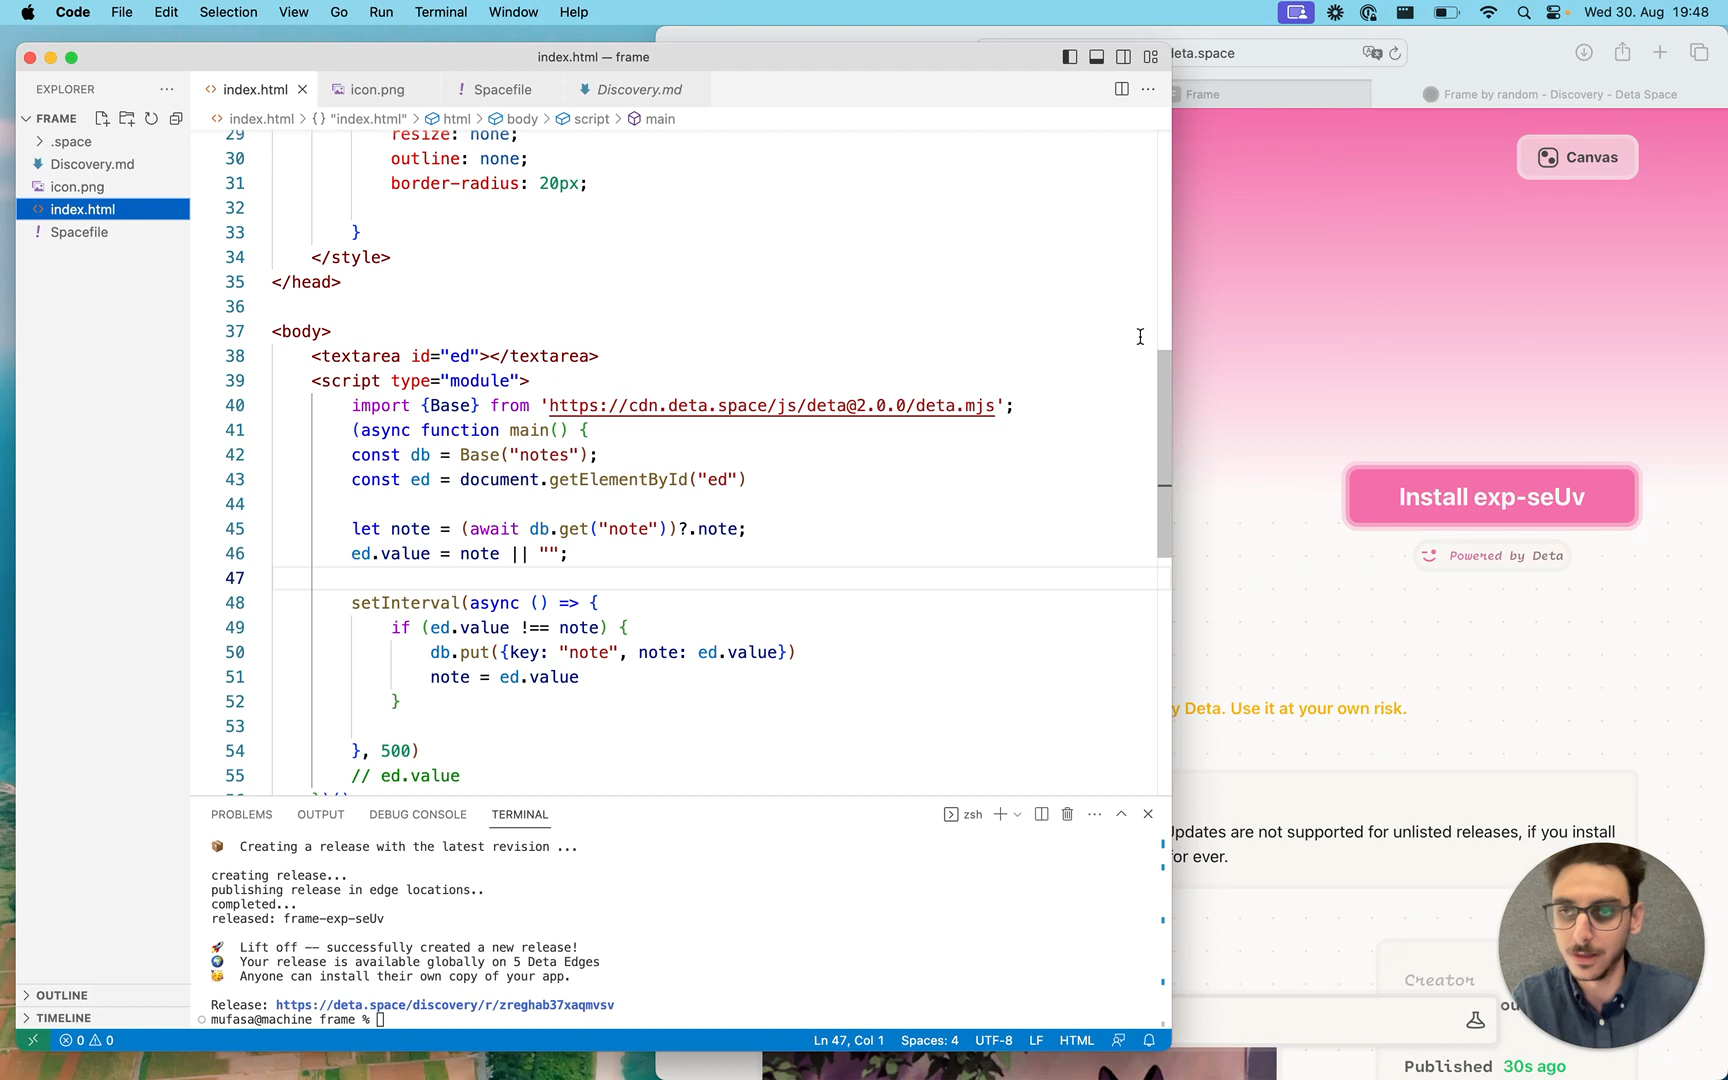 Code File Edit Selection View Go Run Terminal Window Help
Wed 30. Aug 19:48
index.html — frame
EXPLORER
FRAME
.space
Discovery.md
icon.png
index.html
Spacefile
OUTLINE
TIMELINE
index.html icon.png Spacefile Discovery.md
index.html > {} "index.html" > html > body > script > main
29 resize: none;
30 outline: none;
31 border-radius: 20px;
32
33 }
34 </style>
35 </head>
36
37 <body>
38 <textarea id="ed"></textarea>
39 <script type="module">
40 import {Base} from 'https://cdn.deta.space/js/deta@2.0.0/deta.mjs';
41 (async function main() {
42 const db = Base("notes");
43 const ed = document.getElementById("ed")
44
45 let note = (await db.get("note"))?.note;
46 ed.value = note || "";
47
48 setInterval(async () => {
49 if (ed.value !== note) {
50 db.put({key: "note", note: ed.value})
51 note = ed.value
52 }
53
54 }, 500)
55 // ed.value
PROBLEMS OUTPUT DEBUG CONSOLE TERMINAL
zsh
Creating a release with the latest revision ...
creating release...
publishing release in edge locations..
completed...
released: frame-exp-seUv
Lift off -- successfully created a new release!
Your release is available globally on 5 Deta Edges
Anyone can install their own copy of your app.
Release: https://deta.space/discovery/r/zreghab37xaqmvsv
mufasa@machine frame %
0 0
Ln 47, Col 1 Spaces: 4 UTF-8 LF HTML
deta.space
Frame
Frame by random - Discovery - Deta Space
Canvas
Install exp-seUv
Powered by Deta
y Deta. Use it at your own risk.
Updates are not supported for unlisted releases, if you install
for ever.
Creator
Published 30s ago